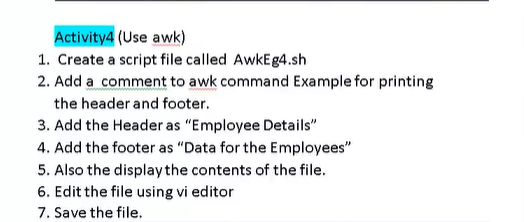 Activity4 (Use awk)
1. Create a script file called AwkEg4.sh
2. Add a comment to awk command Example for printing
the header and footer.
3. Add the Header as “Employee Details”
4. Add the footer as “Data for the Employees”
5. Also the display the contents of the file.
6. Edit the file using vi editor
7. Save the file.